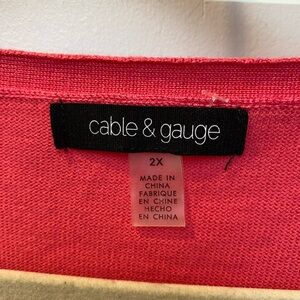 cable & gauge
2X
MADE IN
CHINA
FABRIQUE
EN CHINE
HECHO
EN CHINA